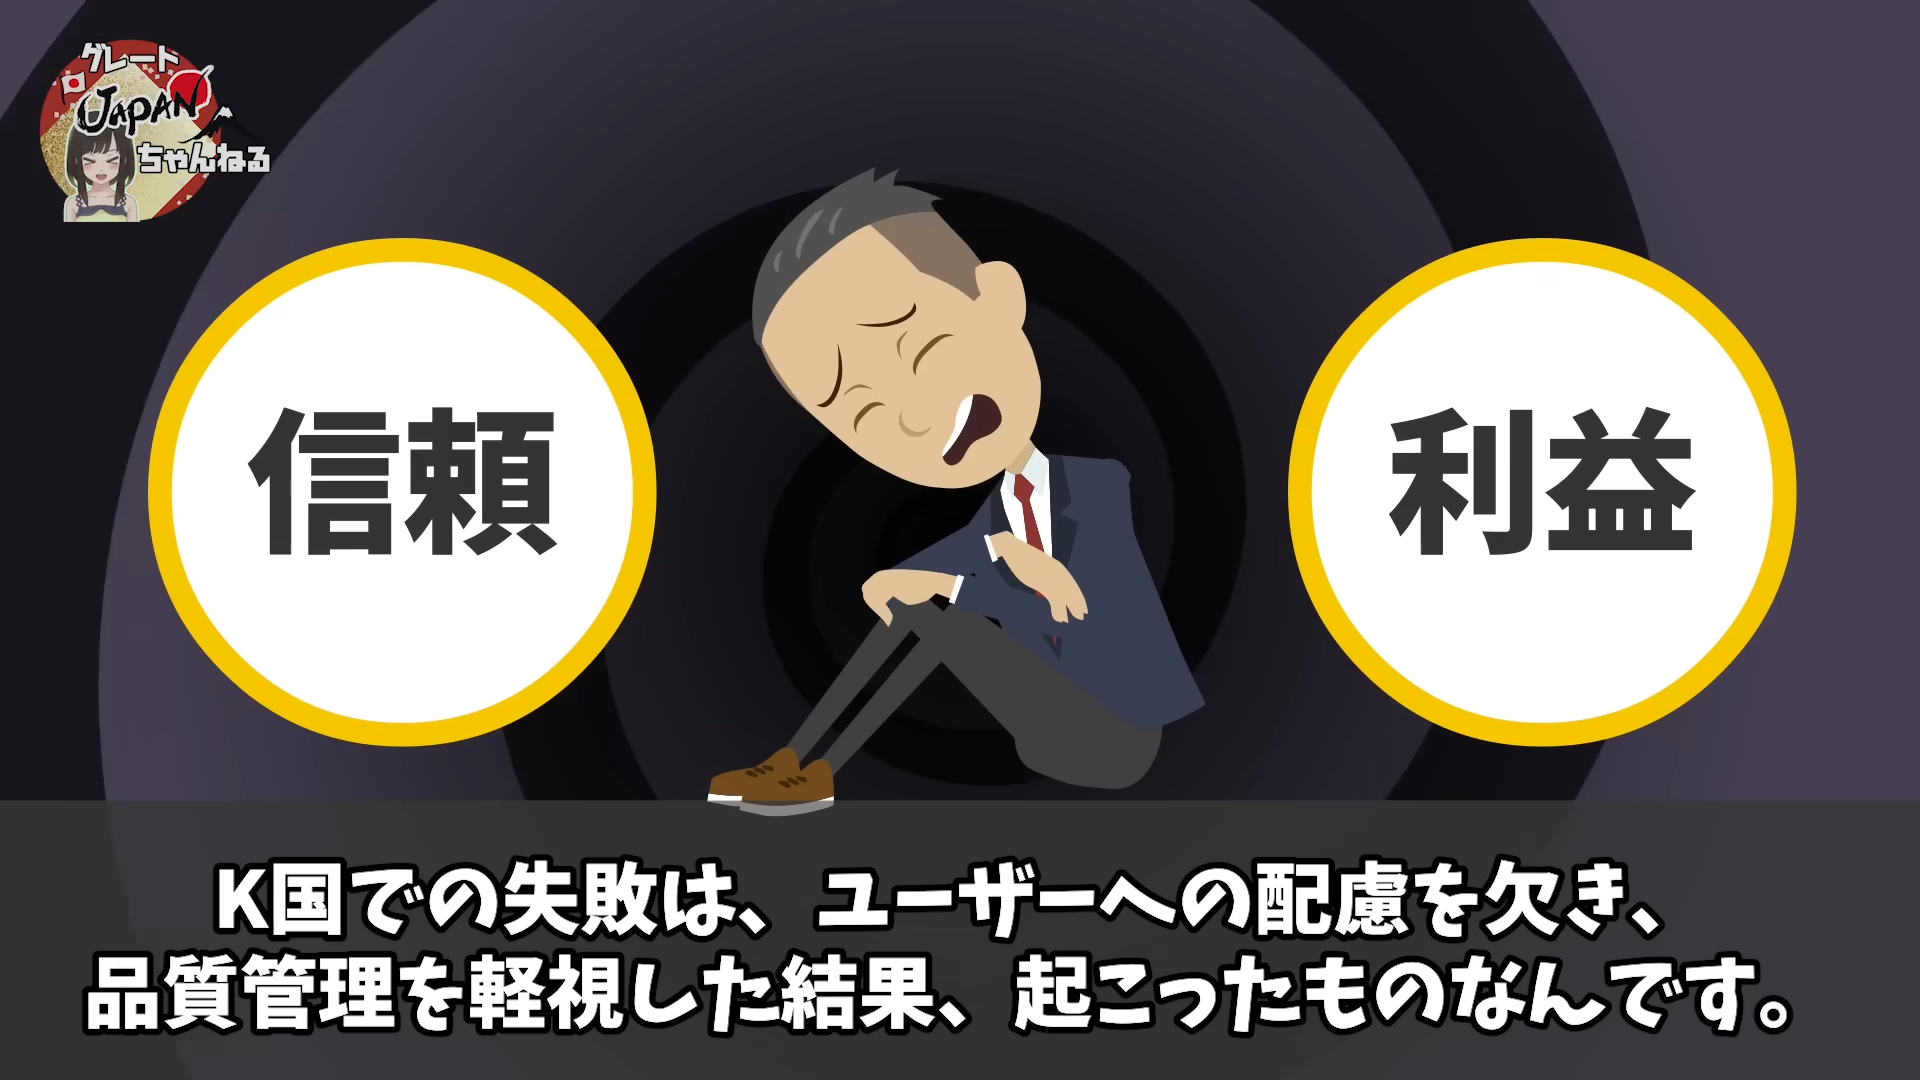 グレート
JAPAN
ちゃんねる
信頼
利益
K国での失敗は、ユーザーへの配慮を欠き、
品質管理を軽視した結果、起こったものなんです。